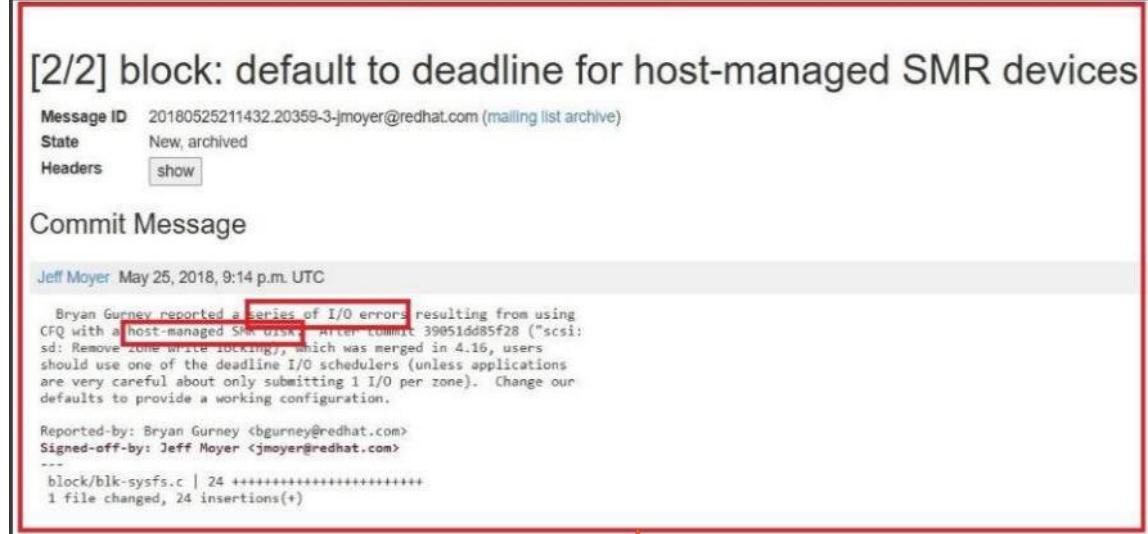 [2/2] block: default to deadline for host-managed SMR devices
Message ID 20180525211432.20359-3-jmoyer@redhat.com (mailing list archive)
State New, archived
Headers show
Commit Message
Jeff Moyer May 25, 2018, 9:14 p.m. UTC
Bryan Gurney reported a series of I/O errors resulting from using
CFQ with a host-managed SMR disk. After commit 39051dd85f28 ("scsi:
sd: Remove zone write locking), which was merged in 4.16, users
should use one of the deadline I/O schedulers (unless applications
are very careful about only submitting 1 I/O per zone). Change our
defaults to provide a working configuration.
Reported-by: Bryan Gurney <bgurney@redhat.com>
Signed-off-by: Jeff Moyer <jmoyer@redhat.com>
---
block/blk-sysfs.c | 24 ++++++++++++++++++++++++
1 file changed, 24 insertions(+)